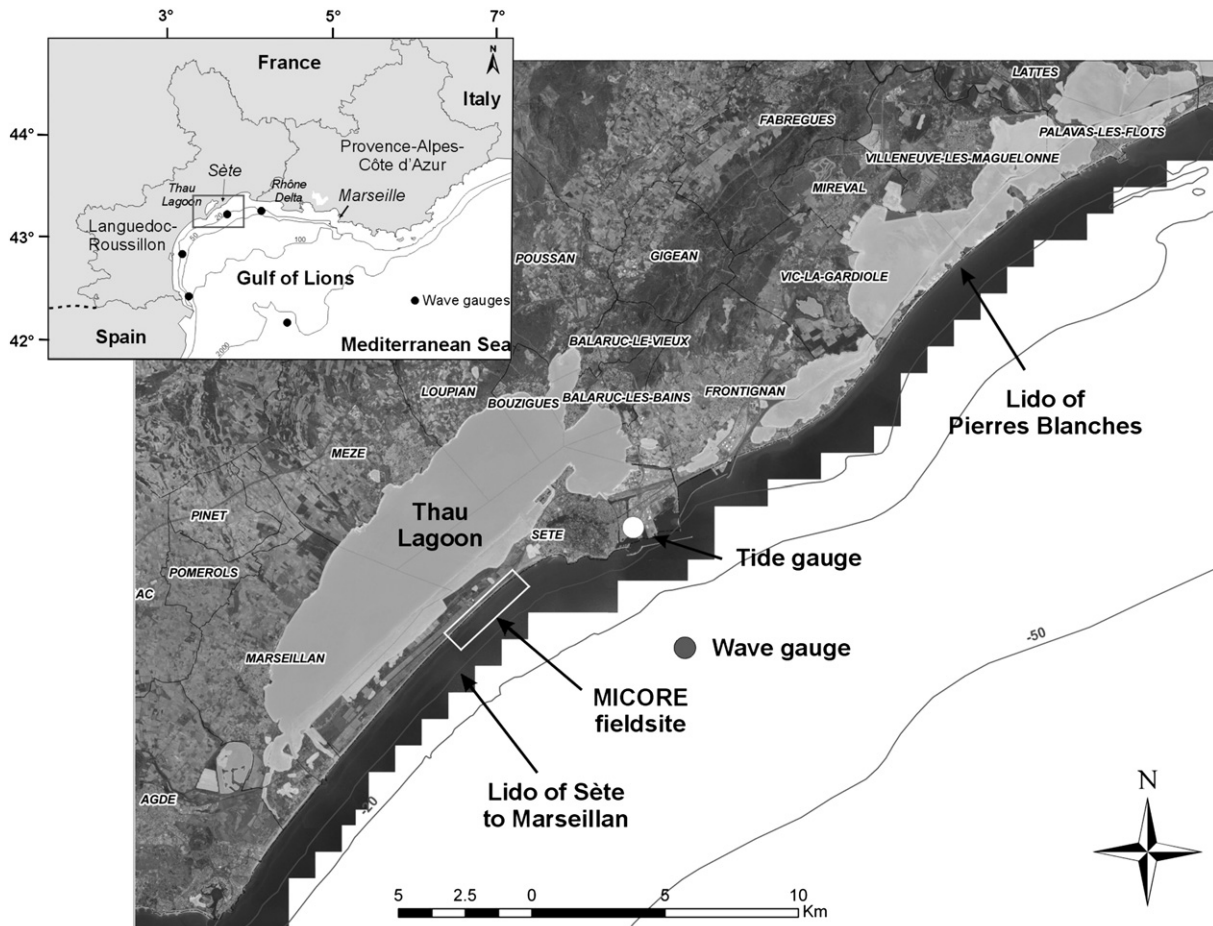 3°
5°
7°
France
N
Italy
44°
Provence-Alpes-
Côte d'Azur
Sète
Rhône
Delta
Thau
Lagoon
Marseille
50
Languedoc-
Roussillon
43°
100
Gulf of Lions
Wave gauges
Spain
42°
2000
Mediterranean Sea
LATTES
FABREGUES
PALAVAS-LES-FLOTS
VILLENEUVE-LES-MAGUELONNE
MIREVAL
POUSSAN
GIGEAN
VIC-LA-GARDIOLE
BALARUC-LE-VIEUX
LOUPIAN
BOUZIGUES
BALARUC-LES-BAINS
FRONTIGNAN
Lido of
Pierres Blanches
MEZE
PINET
Thau
Lagoon
SETE
Tide gauge
POMEROLS
AC
-50
Wave gauge
MARSEILLAN
MICORE
fieldsite
Lido of Sète
to Marseillan
-20
AGDE
N
5
2.5
0
5
10
Km